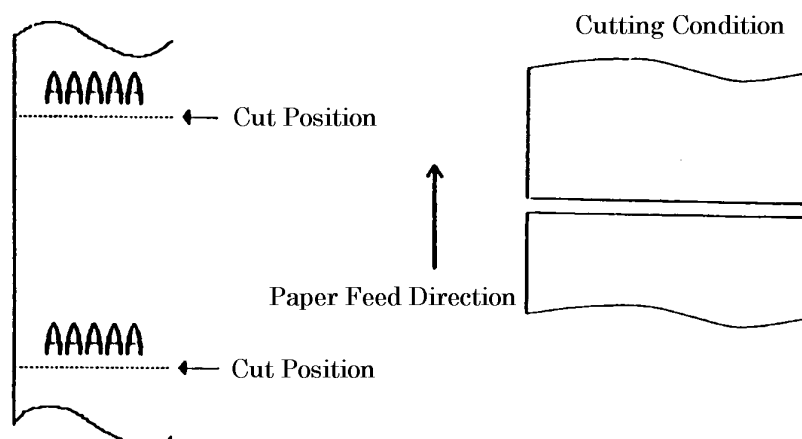 Cutting Condition
AAAAA
Cut Position
Paper Feed Direction
AAAAA
Cut Position